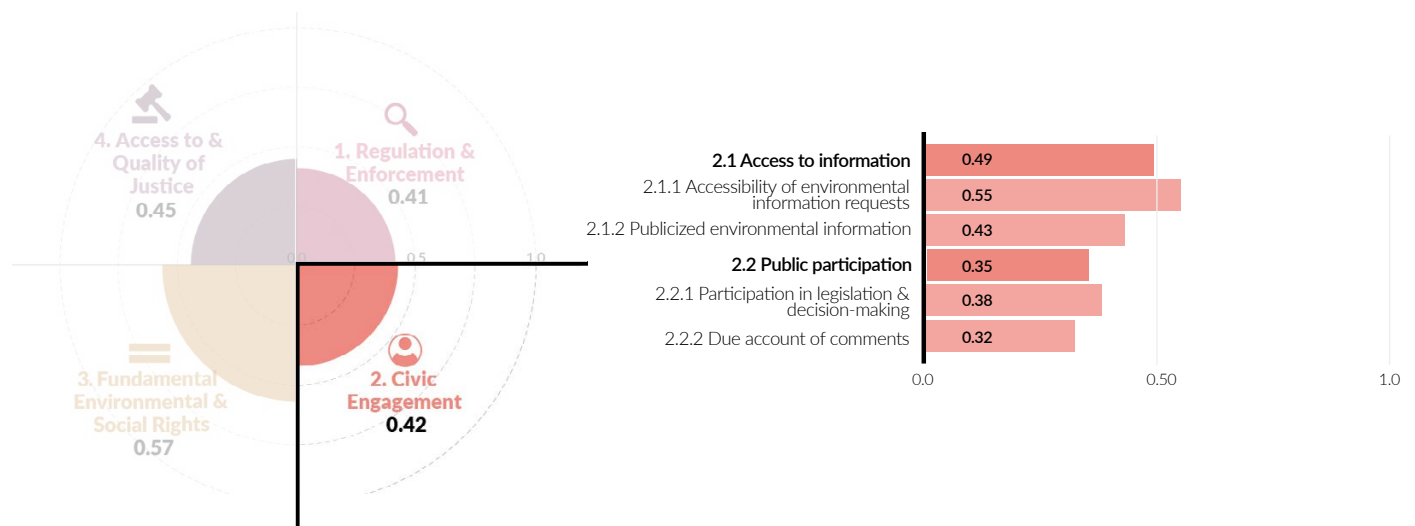 4. Access to &
Quality of
Justice
0.45
1. Regulation &
Enforcement
0.41
0.0
0.5
1.0
3. Fundamental
Environmental &
Social Rights
0.57
2. Civic
Engagement
0.42
2.1 Access to information
0.49
2.1.1 Accessibility of environmental
information requests
0.55
2.1.2 Publicized environmental information
0.43
2.2 Public participation
0.35
2.2.1 Participation in legislation &
decision-making
0.38
2.2.2 Due account of comments
0.32
0.0
0.50
1.0